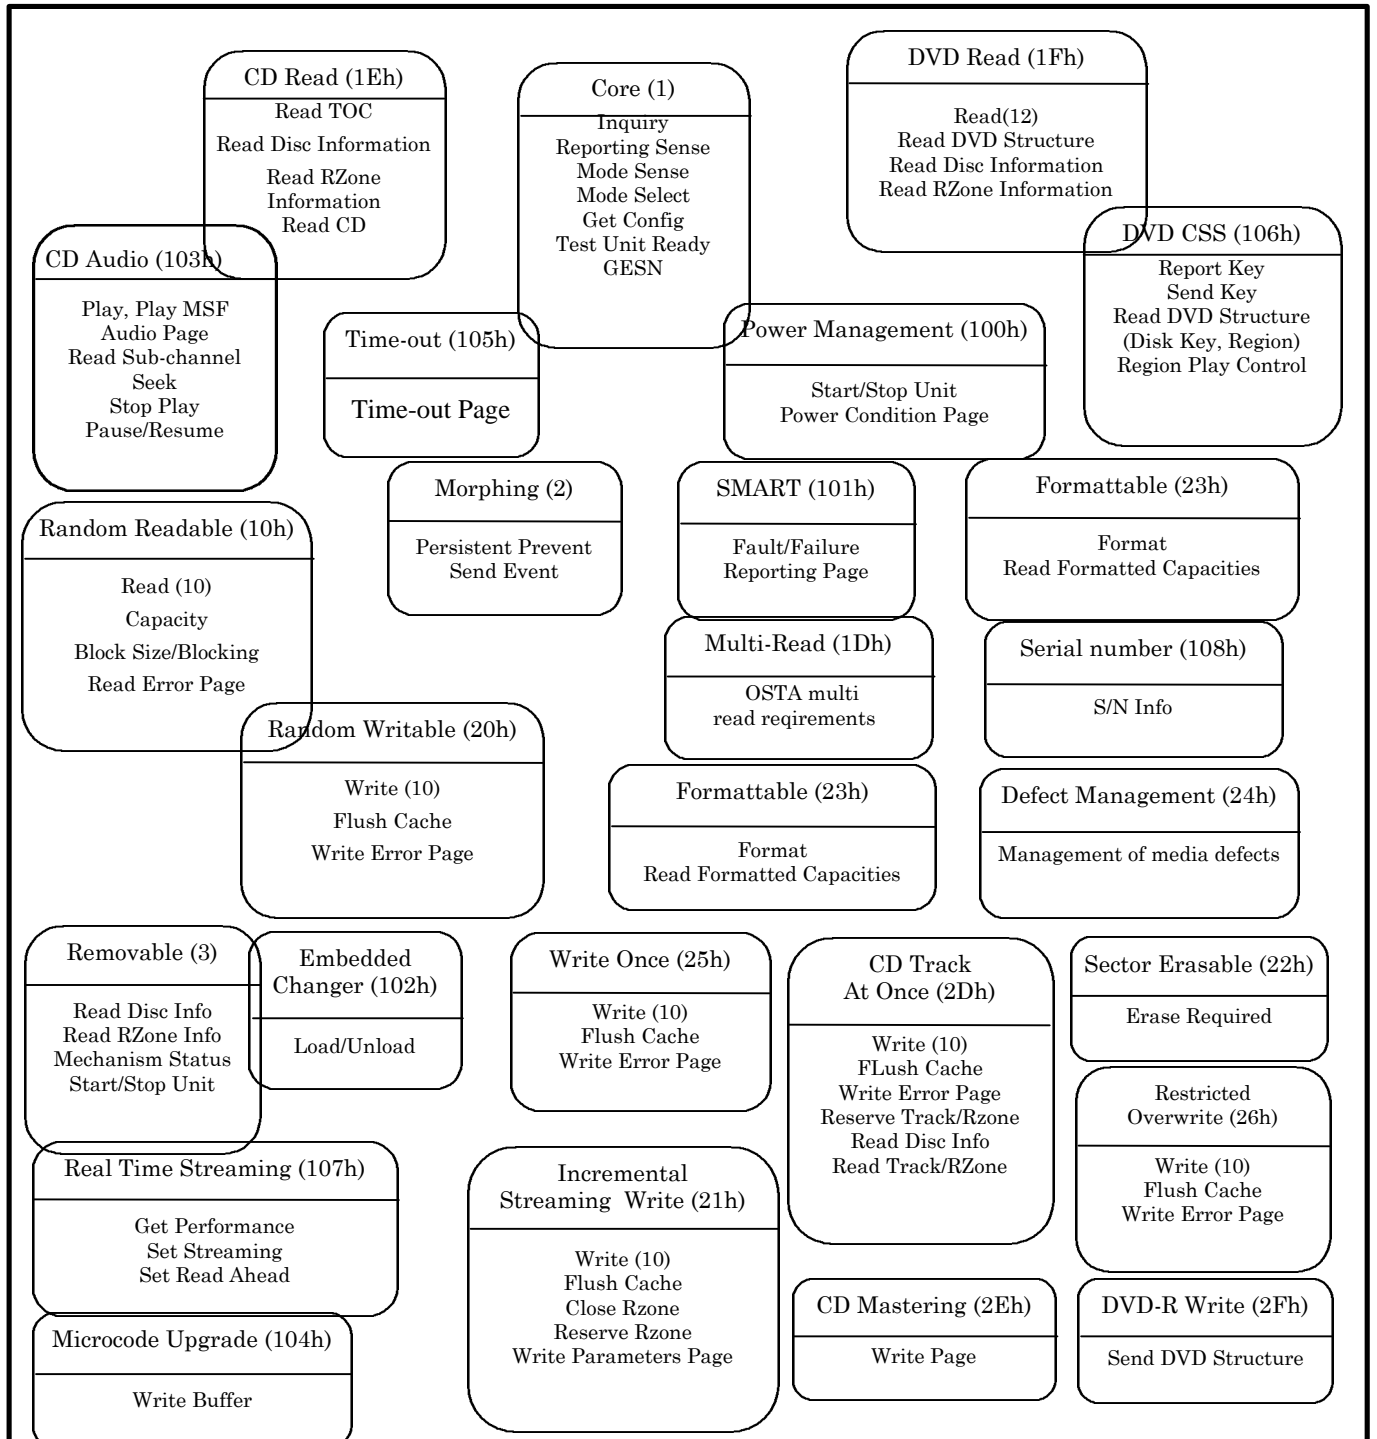 CD Read (1Eh)
Read TOC
Read Disc Information
Read RZone
Information
Read CD
Core (1)
Inquiry
Reporting Sense
Mode Sense
Mode Select
Get Config
Test Unit Ready
GESN
DVD Read (1Fh)
Read(12)
Read DVD Structure
Read Disc Information
Read RZone Information
CD Audio (103h)
Play, Play MSF
Audio Page
Read Sub-channel
Seek
Stop Play
Pause/Resume
Time-out (105h)
Time-out Page
Power Management (100h)
Start/Stop Unit
Power Condition Page
DVD CSS (106h)
Report Key
Send Key
Read DVD Structure
(Disk Key, Region)
Region Play Control
Random Readable (10h)
Read (10)
Capacity
Block Size/Blocking
Read Error Page
Morphing (2)
Persistent Prevent
Send Event
SMART (101h)
Fault/Failure
Reporting Page
Formattable (23h)
Format
Read Formatted Capacities
Multi-Read (1Dh)
OSTA multi
read reqirements
Serial number (108h)
S/N Info
Random Writable (20h)
Write (10)
Flush Cache
Write Error Page
Formattable (23h)
Format
Read Formatted Capacities
Defect Management (24h)
Management of media defects
Removable (3)
Read Disc Info
Read RZone Info
Mechanism Status
Start/Stop Unit
Embedded
Changer (102h)
Load/Unload
Write Once (25h)
Write (10)
Flush Cache
Write Error Page
CD Track
At Once (2Dh)
Write (10)
FLush Cache
Write Error Page
Reserve Track/Rzone
Read Disc Info
Read Track/RZone
Sector Erasable (22h)
Erase Required
Restricted
Overwrite (26h)
Write (10)
Flush Cache
Write Error Page
Real Time Streaming (107h)
Get Performance
Set Streaming
Set Read Ahead
Incremental
Streaming Write (21h)
Write (10)
Flush Cache
Close Rzone
Reserve Rzone
Write Parameters Page
CD Mastering (2Eh)
Write Page
DVD-R Write (2Fh)
Send DVD Structure
Microcode Upgrade (104h)
Write Buffer